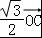 √3/2 → 00